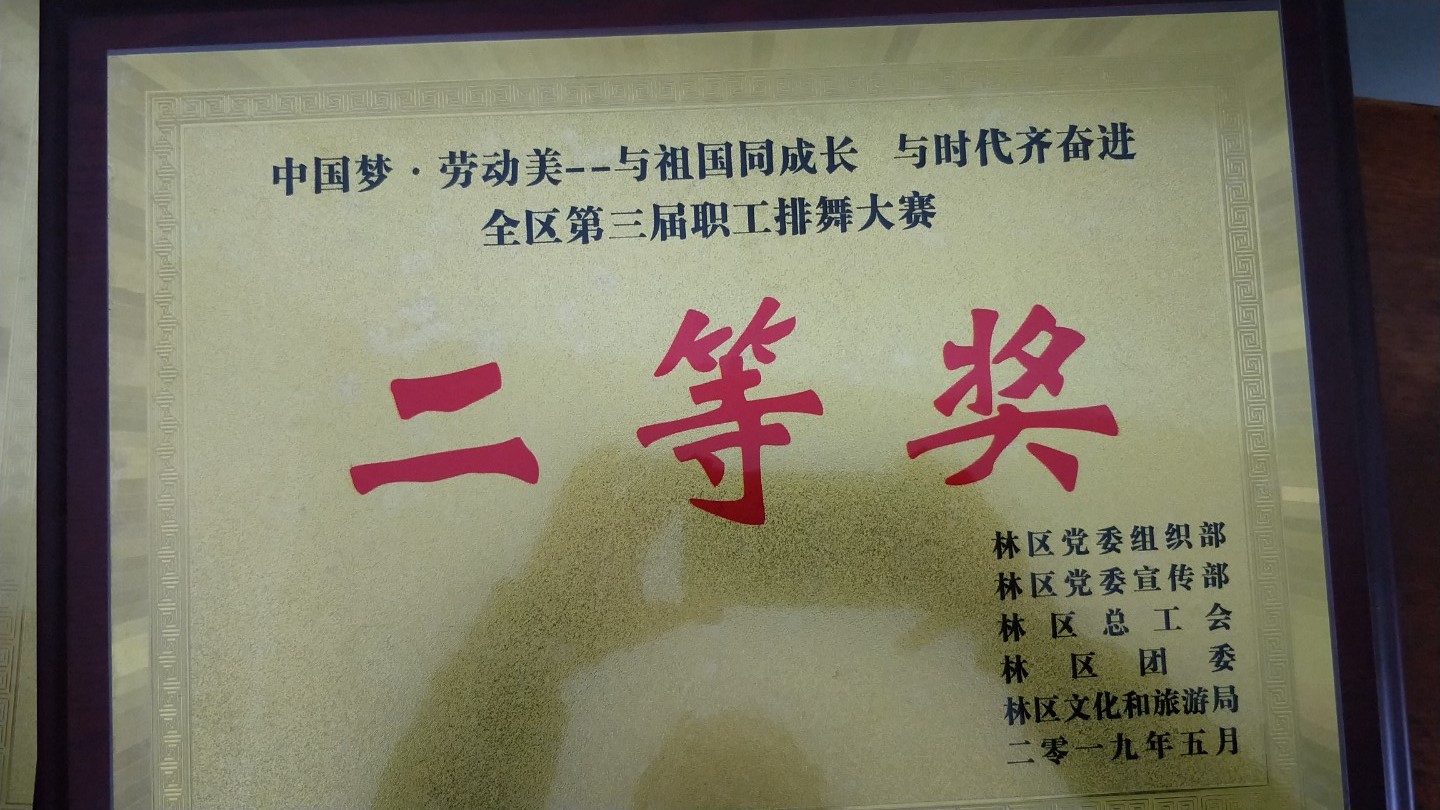 中国梦·劳动美--与祖国同成长 与时代齐奋进
全区第三届职工排舞大赛
二等奖
林区党委组织部
林区党委宣传部
林区总工会
林区团委
林区文化和旅游局
二零一九年五月